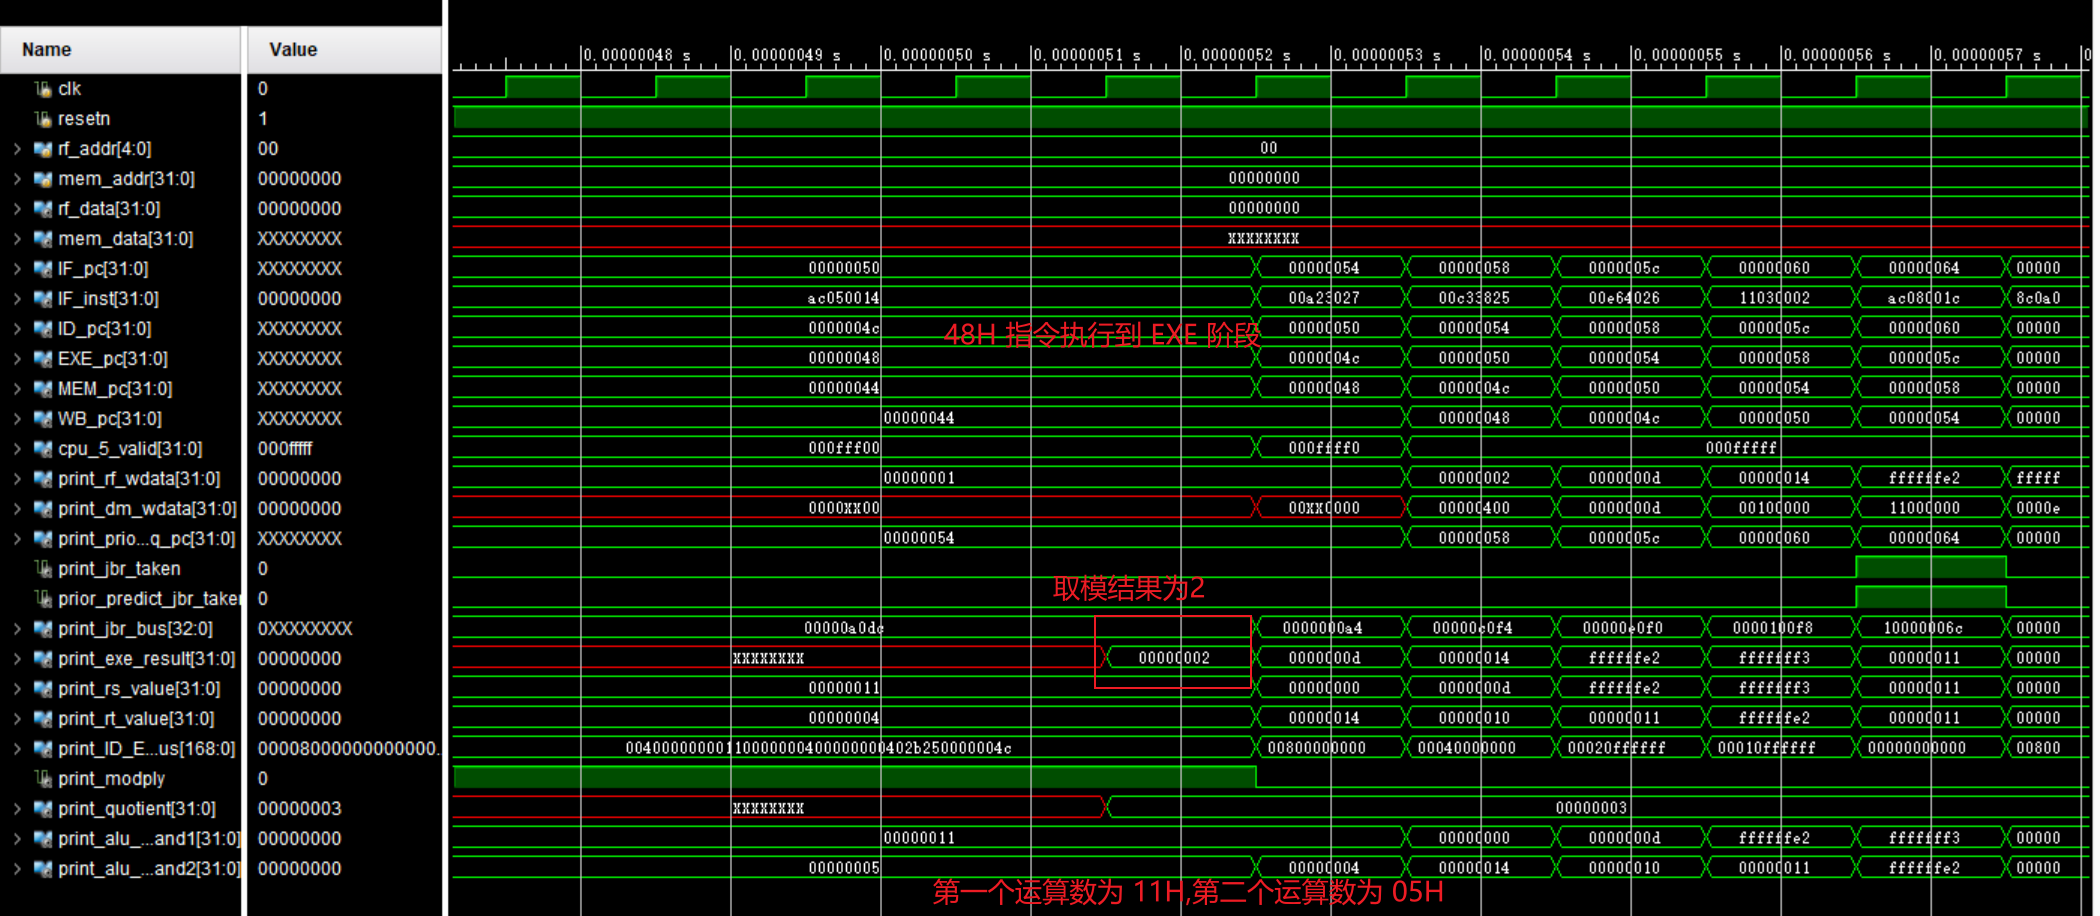 Name Value
0.00000048 s 0.00000049 s 0.00000050 s 0.00000051 s 0.00000052 s 0.00000053 s 0.00000054 s 0.00000055 s 0.00000056 s 0.00000057 s 0
clk 0
resetn 1
rf_addr[4:0] 00 00
mem_addr[31:0] 00000000 00000000
rf_data[31:0] 00000000 00000000
mem_data[31:0] XXXXXXXX XXXXXXXX
IF_pc[31:0] XXXXXXXX 00000050 00000054 00000058 0000005c 00000060 00000064 00000
IF_inst[31:0] 00000000 ac050014 00a23027 00c33825 00e64026 11030002 ac08001c 8c0a0
ID_pc[31:0] XXXXXXXX 0000004c 00000050 00000054 00000058 0000005c 00000060 00000
48H 指令执行到 EXE 阶段
EXE_pc[31:0] XXXXXXXX 00000048 0000004c 00000050 00000054 00000058 0000005c 00000
MEM_pc[31:0] XXXXXXXX 00000044 00000048 0000004c 00000050 00000054 00000058 00000
WB_pc[31:0] XXXXXXXX 00000044 00000048 0000004c 00000050 00000054 00000
cpu_5_valid[31:0] 000fffff 000fff00 000ffff0 000fffff
print_rf_wdata[31:0] 00000000 00000001 00000002 0000000d 00000014 ffffffe2 fffff
print_dm_wdata[31:0] 00000000 0000XX00 00XX0000 00000400 0000000d 00100000 11000000 0000e
print_prio...q_pc[31:0] XXXXXXXX 00000054 00000058 0000005c 00000060 00000064 00000
print_jbr_taken 0
取模结果为2
prior_predict_jbr_taker 0
print_jbr_bus[32:0] 0XXXXXXXX 00000a0dc 0000000a4 00000c0f4 00000e0f0 0000100f8 10000006c 00000
print_exe_result[31:0] 00000000 XXXXXXXX 00000002 0000000d 00000014 ffffffe2 fffffff3 00000011 00000
print_rs_value[31:0] 00000000 00000011 00000000 0000000d ffffffe2 fffffff3 00000011 00000
print_rt_value[31:0] 00000000 00000004 00000014 00000010 00000011 ffffffe2 00000011 00000
print_ID_E...us[168:0] 00800000000 00040000000 00020ffffff 00010ffffff 00000000000 00800
print_modply 0
print_quotient[31:0] 00000003 XXXXXXXX 00000003
print_alu_...and1[31:0] 00000000 00000011 00000000 0000000d ffffffe2 fffffff3 00000
print_alu_...and2[31:0] 00000000 00000005 00000004 00000014 00000010 00000011 ffffffe2 00000
第一个运算数为 11H,第二个运算数为 05H